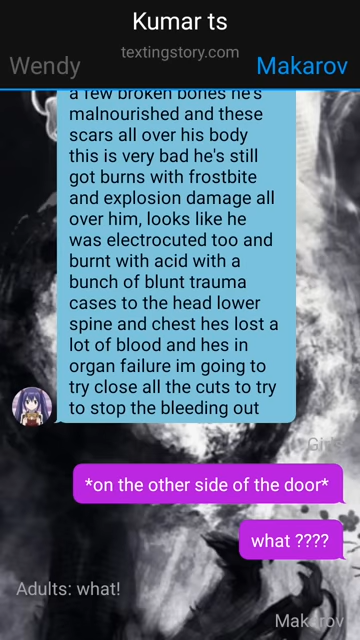 Kumar ts
textingstory.com
Wendy
Makarov
a few broken bones he's
malnourished and these
scars all over his body
this is very bad he's still
got burns with frostbite
and explosion damage all
over him, looks like he
was electrocuted too and
burnt with acid with a
bunch of blunt trauma
cases to the head lower
spine and chest hes lost a
lot of blood and hes in
organ failure im going to
try close all the cuts to try
to stop the bleeding out
*on the other side of the door*
what ????
Adults: what!
Makarov